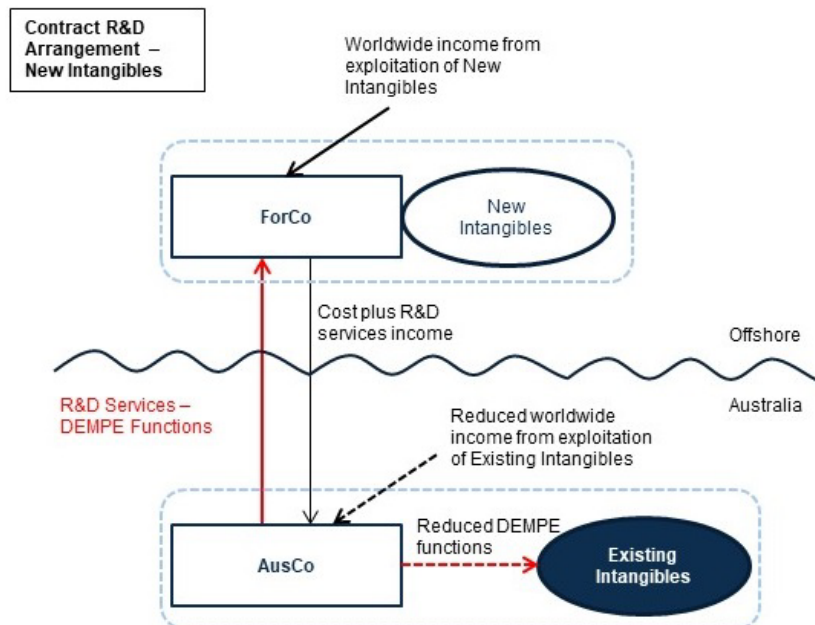 Contract R&D
Arrangement –
New Intangibles
Worldwide income from
exploitation of New
Intangibles
ForCo
New
Intangibles
Cost plus R&D
services income
Offshore
R&D Services –
DEMPE Functions
Australia
Reduced worldwide
income from exploitation
of Existing Intangibles
Reduced DEMPE
functions
AusCo
Existing
Intangibles